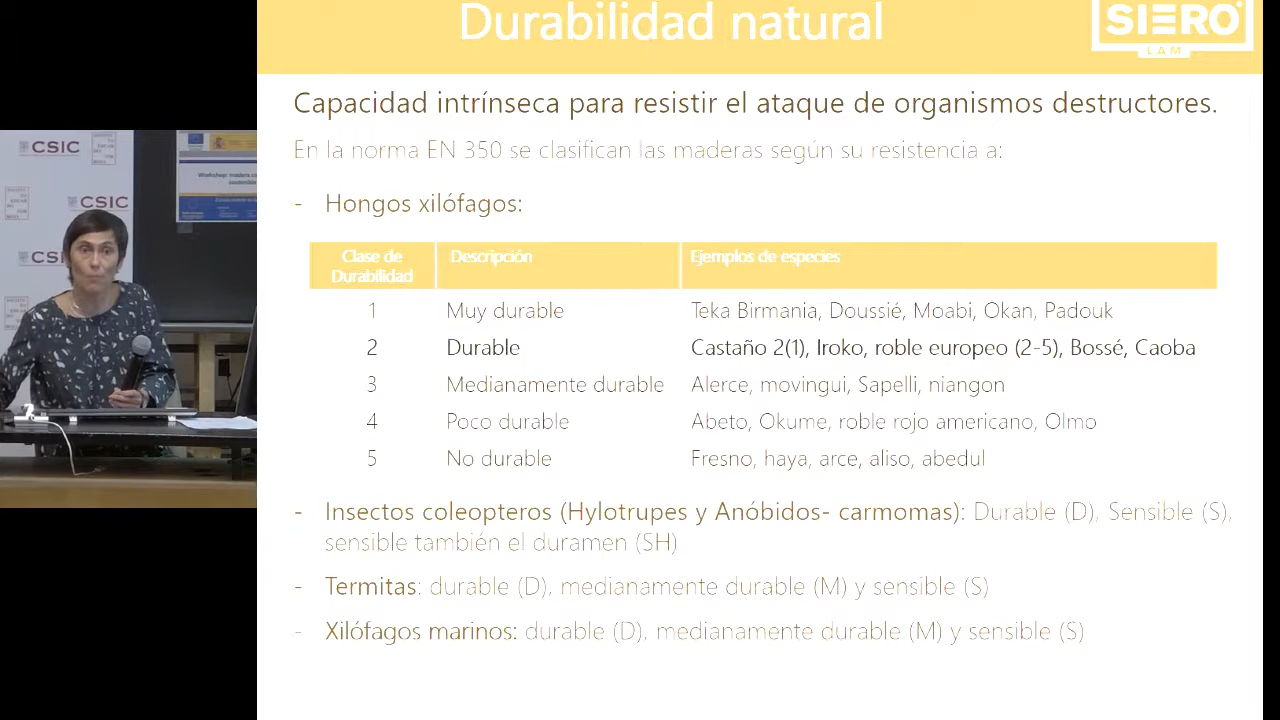 Durabilidad natural
SIERO
LAM
Capacidad intrínseca para resistir el ataque de organismos destructores.
En la norma EN 350 se clasifican las maderas según su resistencia a:
- Hongos xilófagos:
Clase de Durabilidad Descripción Ejemplos de especies
1 Muy durable Teka Birmania, Doussié, Moabi, Okan, Padouk
2 Durable Castaño 2(1), Iroko, roble europeo (2-5), Bossé, Caoba
3 Medianamente durable Alerce, movingui, Sapelli, niangon
4 Poco durable Abeto, Okume, roble rojo americano, Olmo
5 No durable Fresno, haya, arce, aliso, abedul
- Insectos coleopteros (Hylotrupes y Anóbidos- carmomas): Durable (D), Sensible (S),
sensible también el duramen (SH)
- Termitas: durable (D), medianamente durable (M) y sensible (S)
- Xilófagos marinos: durable (D), medianamente durable (M) y sensible (S)
CSIC
CSIC
CSI